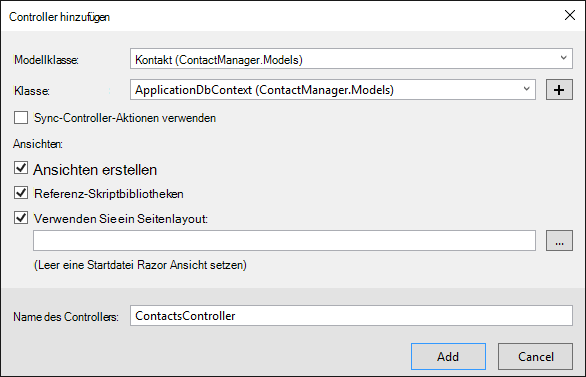 Controller hinzufügen
Modellklasse: Kontakt (ContactManager.Models)
Klasse: ApplicationDbContext (ContactManager.Models)
Sync-Controller-Aktionen verwenden
Ansichten:
Ansichten erstellen
Referenz-Skriptbibliotheken
Verwenden Sie ein Seitenlayout:
...
(Leer eine Startdatei Razor Ansicht setzen)
Name des Controllers: ContactsController
Add Cancel